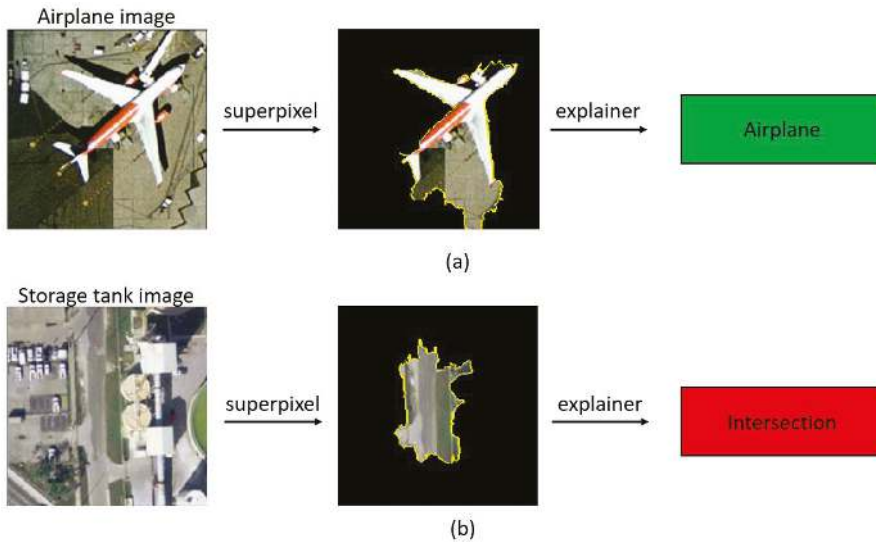 Airplane image
superpixel
explainer
Airplane
(a)
Storage tank image
superpixel
explainer
Intersection
(b)